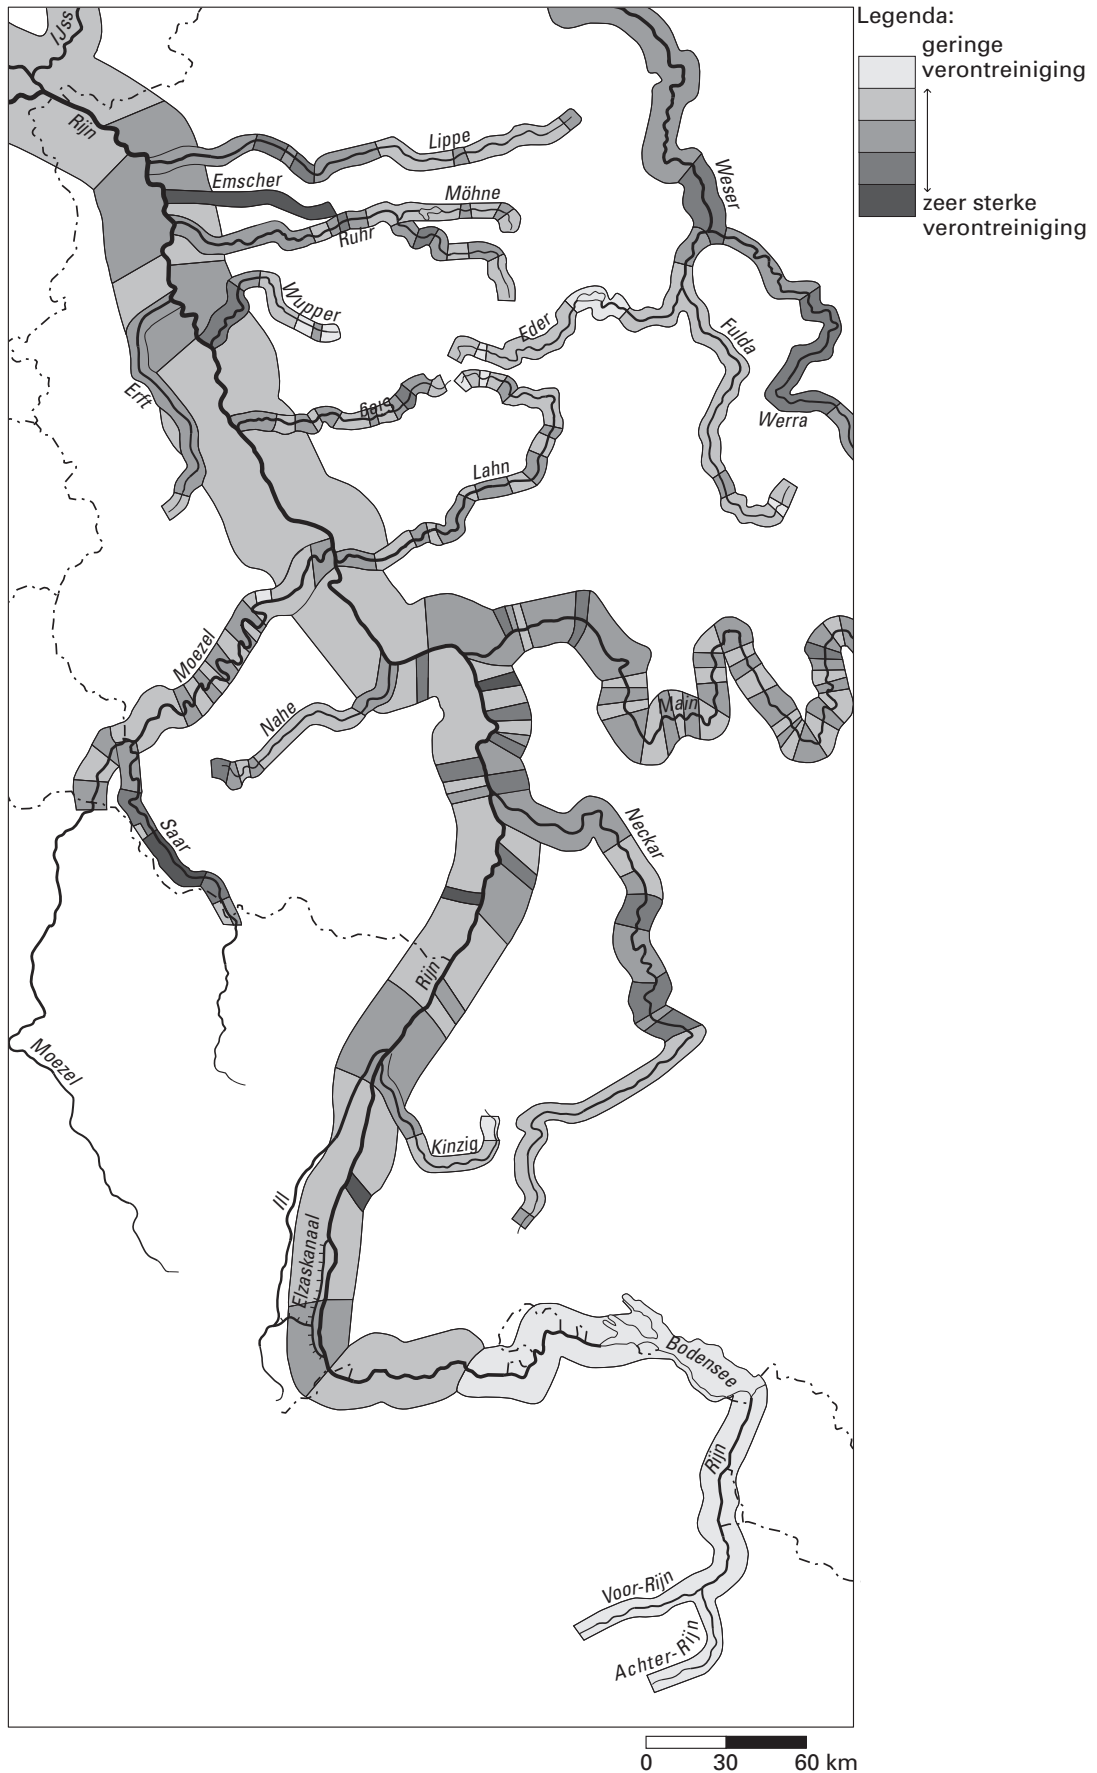 Legenda:
geringe
verontreiniging
zeer sterke
verontreiniging
IJss
Rijn
Lippe
Emscher
Möhne
Ruhr
Weser
Wupper
Eder
Fulda
Erft
Sieg
Werra
Lahn
Moezel
Main
Nahe
Saar
Neckar
Rijn
Moezel
Kinzig
Ill
Elzaskanaal
Bodensee
Rijn
Voor-Rijn
Achter-Rijn
0 30 60 km